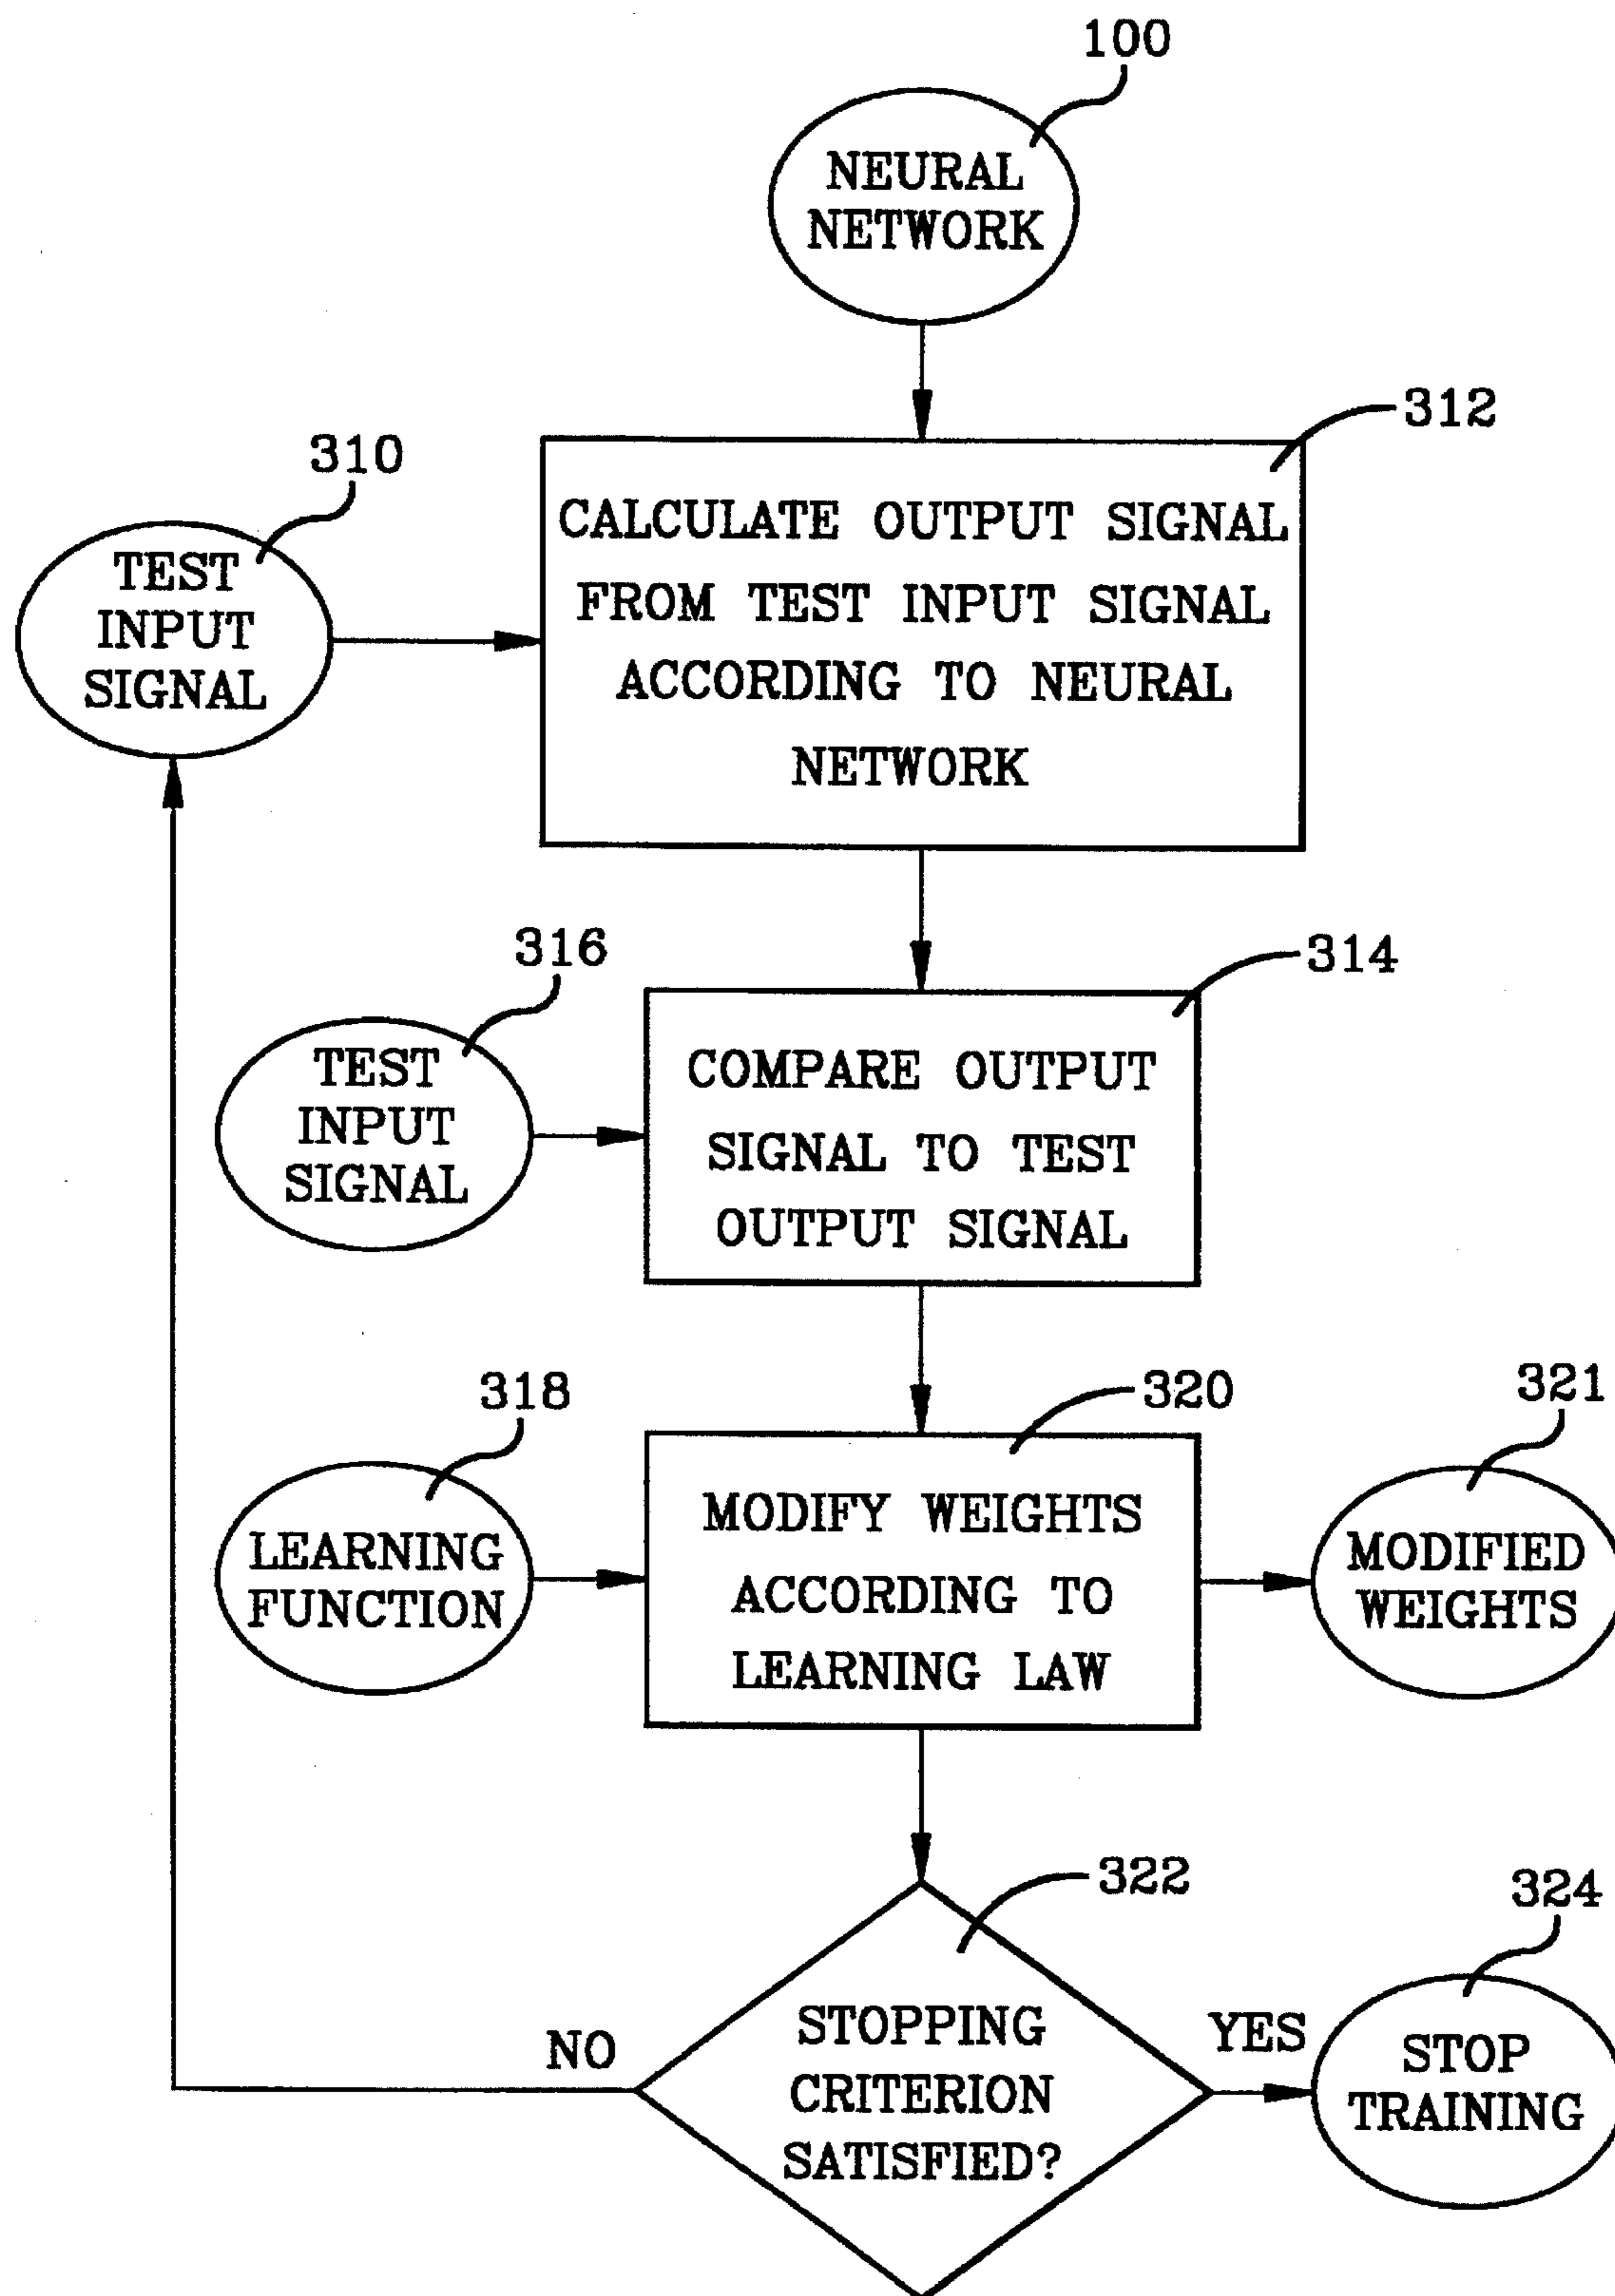 100
NEURAL
NETWORK
312
310
CALCULATE OUTPUT SIGNAL
FROM TEST INPUT SIGNAL
ACCORDING TO NEURAL
NETWORK
TEST
INPUT
SIGNAL
316
314
TEST
INPUT
SIGNAL
COMPARE OUTPUT
SIGNAL TO TEST
OUTPUT SIGNAL
318
320
321
LEARNING
FUNCTION
MODIFY WEIGHTS
ACCORDING TO
LEARNING LAW
MODIFIED
WEIGHTS
322
324
NO
STOPPING
CRITERION
SATISFIED?
YES
STOP
TRAINING